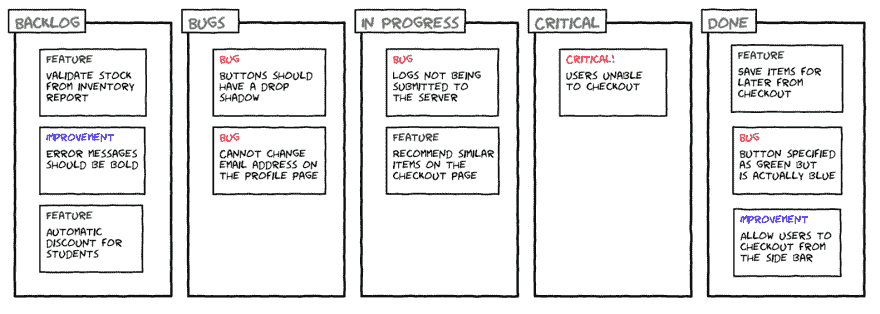 BACKLOG
FEATURE
VALIDATE STOCK
FROM INVENTORY
REPORT
IMPROVEMENT
ERROR MESSAGES
SHOULD BE BOLD
FEATURE
AUTOMATIC
DISCOUNT FOR
STUDENTS
BUGS
BUG
BUTTONS SHOULD
HAVE A DROP
SHADOW
BUG
CANNOT CHANGE
EMAIL ADDRESS ON
THE PROFILE PAGE
IN PROGRESS
BUG
LOGS NOT BEING
SUBMITTED TO
THE SERVER
FEATURE
RECOMMEND SIMILAR
ITEMS ON THE
CHECKOUT PAGE
CRITICAL
CRITICAL!
USERS UNABLE
TO CHECKOUT
DONE
FEATURE
SAVE ITEMS FOR
LATER FROM
CHECKOUT
BUG
BUTTON SPECIFIED
AS GREEN BUT
IS ACTUALLY BLUE
IMPROVEMENT
ALLOW USERS TO
CHECKOUT FROM
THE SIDE BAR